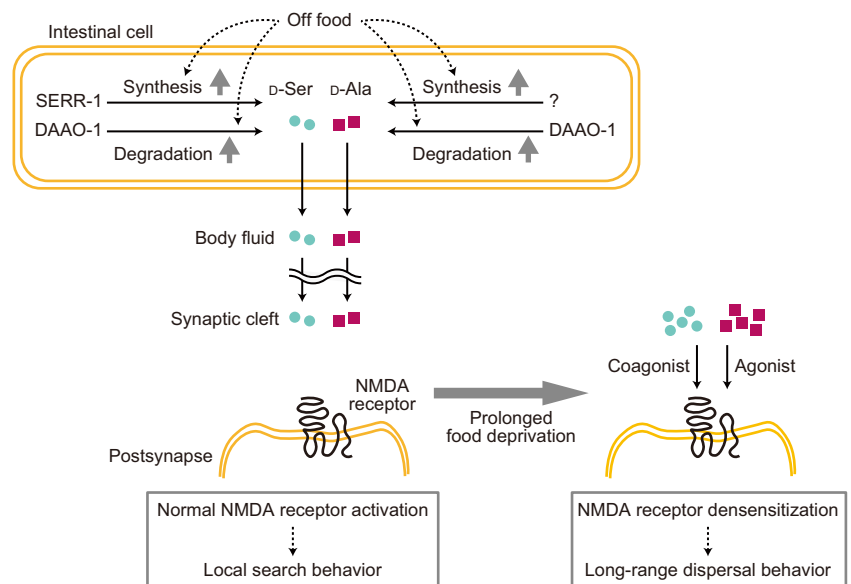 Off food
Intestinal cell
Synthesis
D-Ser
D-Ala
Synthesis
SERR-1
?
DAAO-1
DAAO-1
Degradation
Degradation
Body fluid
Synaptic cleft
Coagonist
Agonist
NMDA
receptor
Prolonged
food deprivation
Postsynapse
Normal NMDA receptor activation
Local search behavior
NMDA receptor densensitization
Long-range dispersal behavior